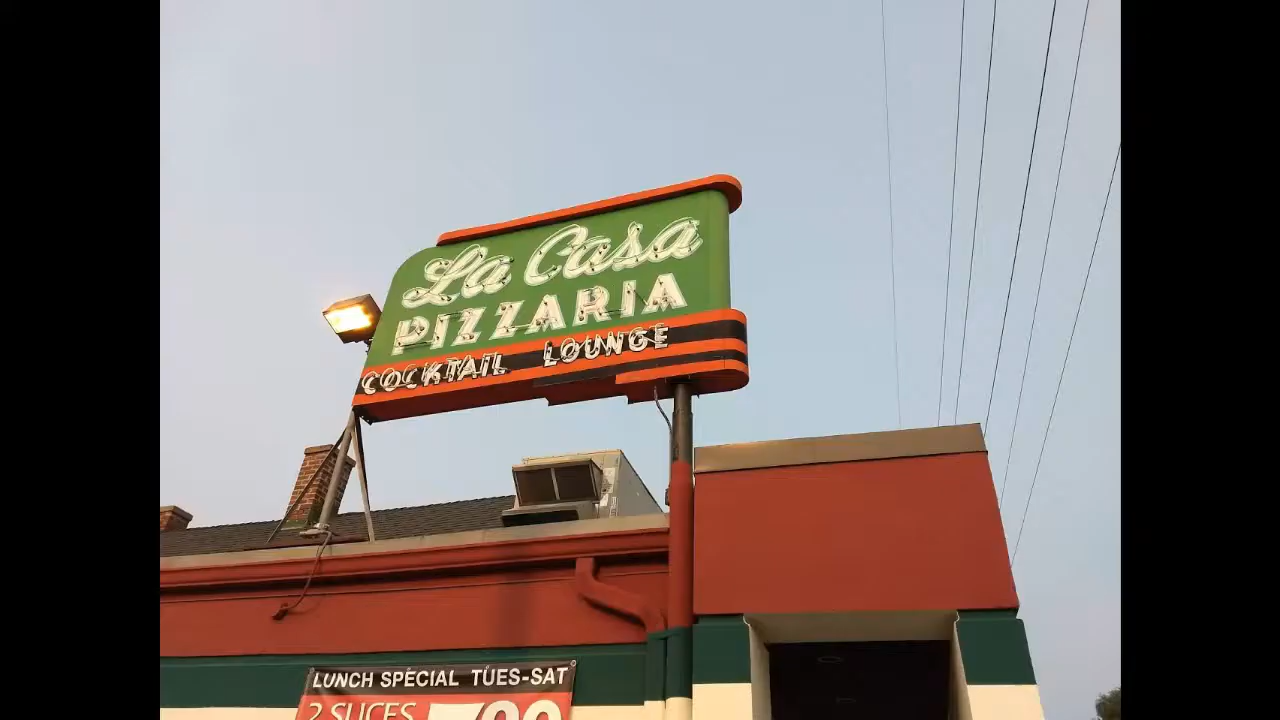 La Casa
PIZZARIA
COCKTAIL LOUNGE
LUNCH SPECIAL TUES-SAT
2 SLICES